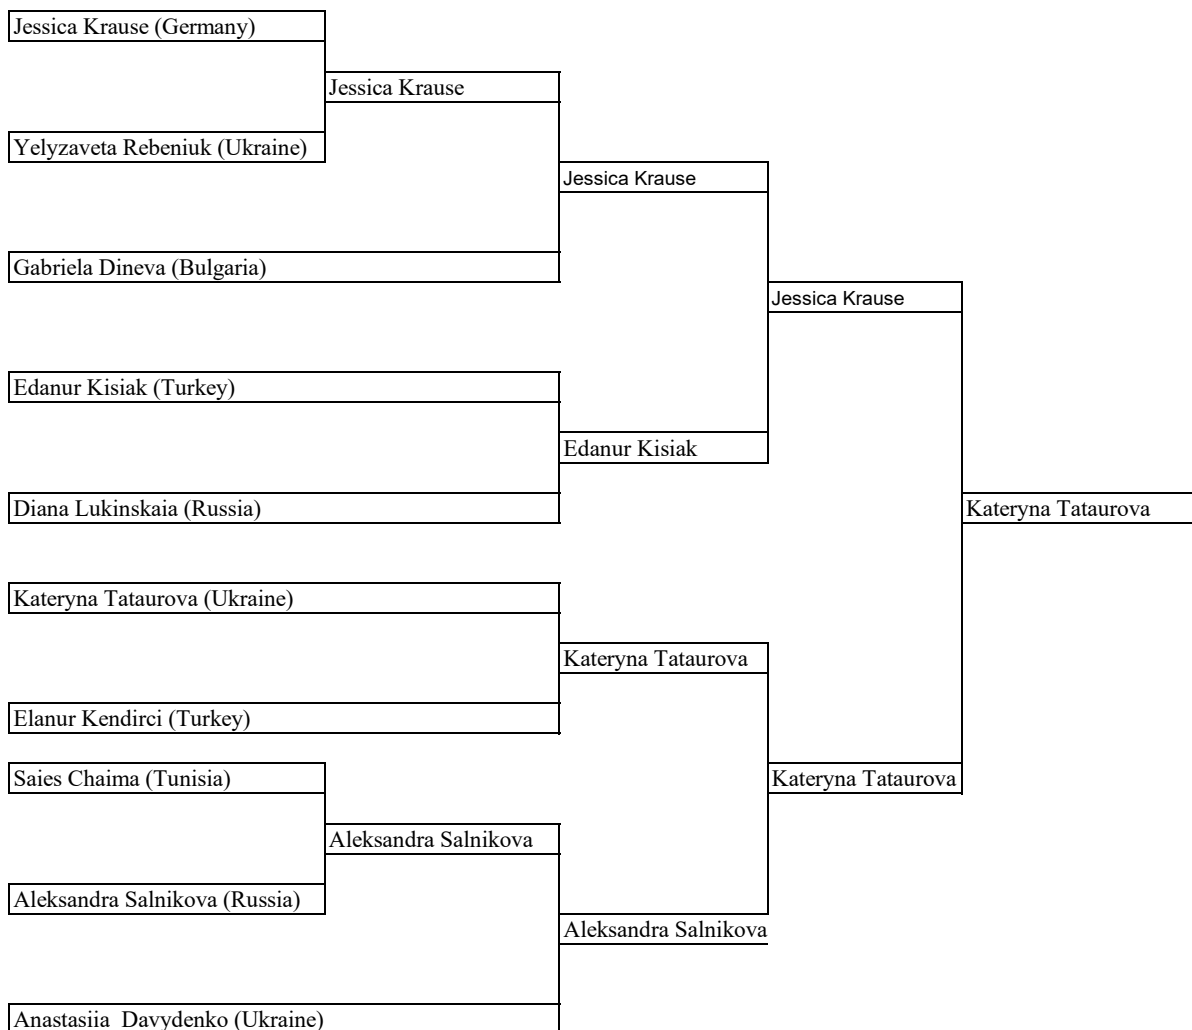 Jessica Krause (Germany)
Jessica Krause
Yelyzaveta Rebeniuk (Ukraine)
Jessica Krause
Gabriela Dineva (Bulgaria)
Jessica Krause
Edanur Kisiak (Turkey)
Edanur Kisiak
Diana Lukinskaia (Russia)
Kateryna Tataurova
Kateryna Tataurova (Ukraine)
Kateryna Tataurova
Elanur Kendirci (Turkey)
Saies Chaima (Tunisia)
Kateryna Tataurova
Aleksandra Salnikova
Aleksandra Salnikova (Russia)
Aleksandra Salnikova
Anastasiia  Davydenko (Ukraine)